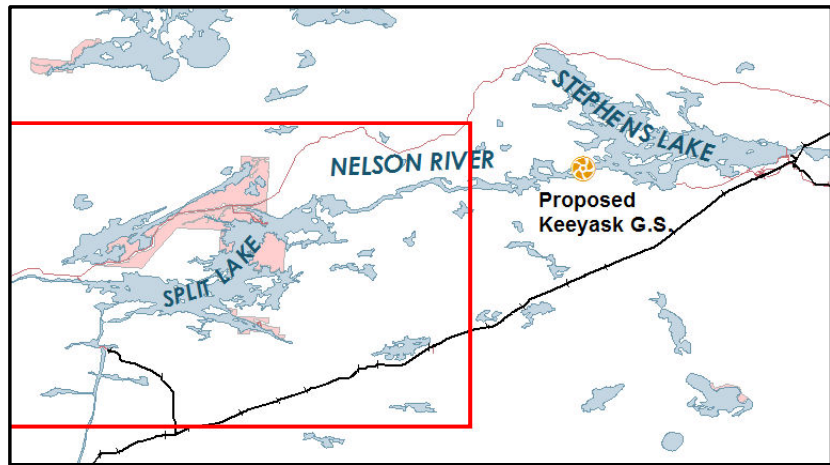 STEPHENS LAKE
NELSON RIVER
Proposed
Keeyask G.S.
SPLIT LAKE